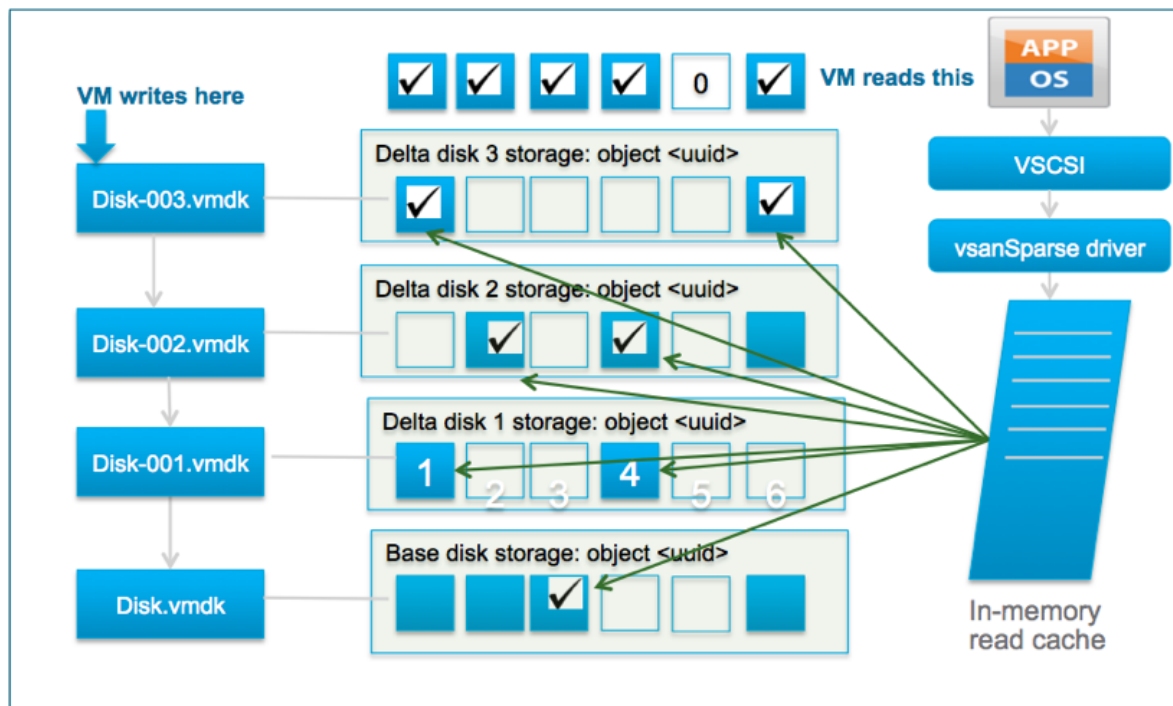 APP
OS
0
VM reads this
VM writes here
Delta disk 3 storage: object <uuid>
VSCSI
Disk-003.vmdk
vsanSparse driver
Delta disk 2 storage: object <uuid>
Disk-002.vmdk
Delta disk 1 storage: object <uuid>
Disk-001.vmdk
1 2 3 4 5 6
Base disk storage: object <uuid>
Disk.vmdk
In-memory
read cache